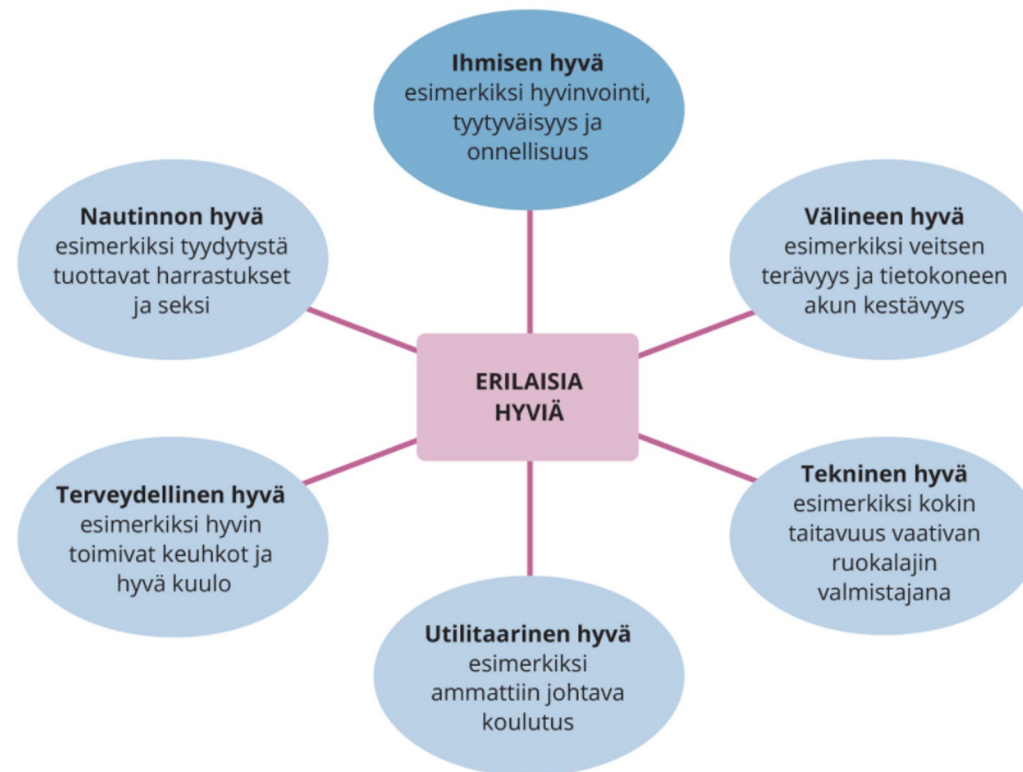 Ihmisen hyvä
esimerkiksi hyvinvointi,
tyytyväisyys ja
onnellisuus
Nautinnon hyvä
esimerkiksi tyydytystä
tuottavat harrastukset
ja seksi
Välineen hyvä
esimerkiksi veitsen
terävyys ja tietokoneen
akun kestävyys
ERILAISIA
HYVIÄ
Terveydellinen hyvä
esimerkiksi hyvin
toimivat keuhkot ja
hyvä kuulo
Tekninen hyvä
esimerkiksi kokin
taitavuus vaativan
ruokalajin
valmistajana
Utilitaarinen hyvä
esimerkiksi
ammattiin johtava
koulutus